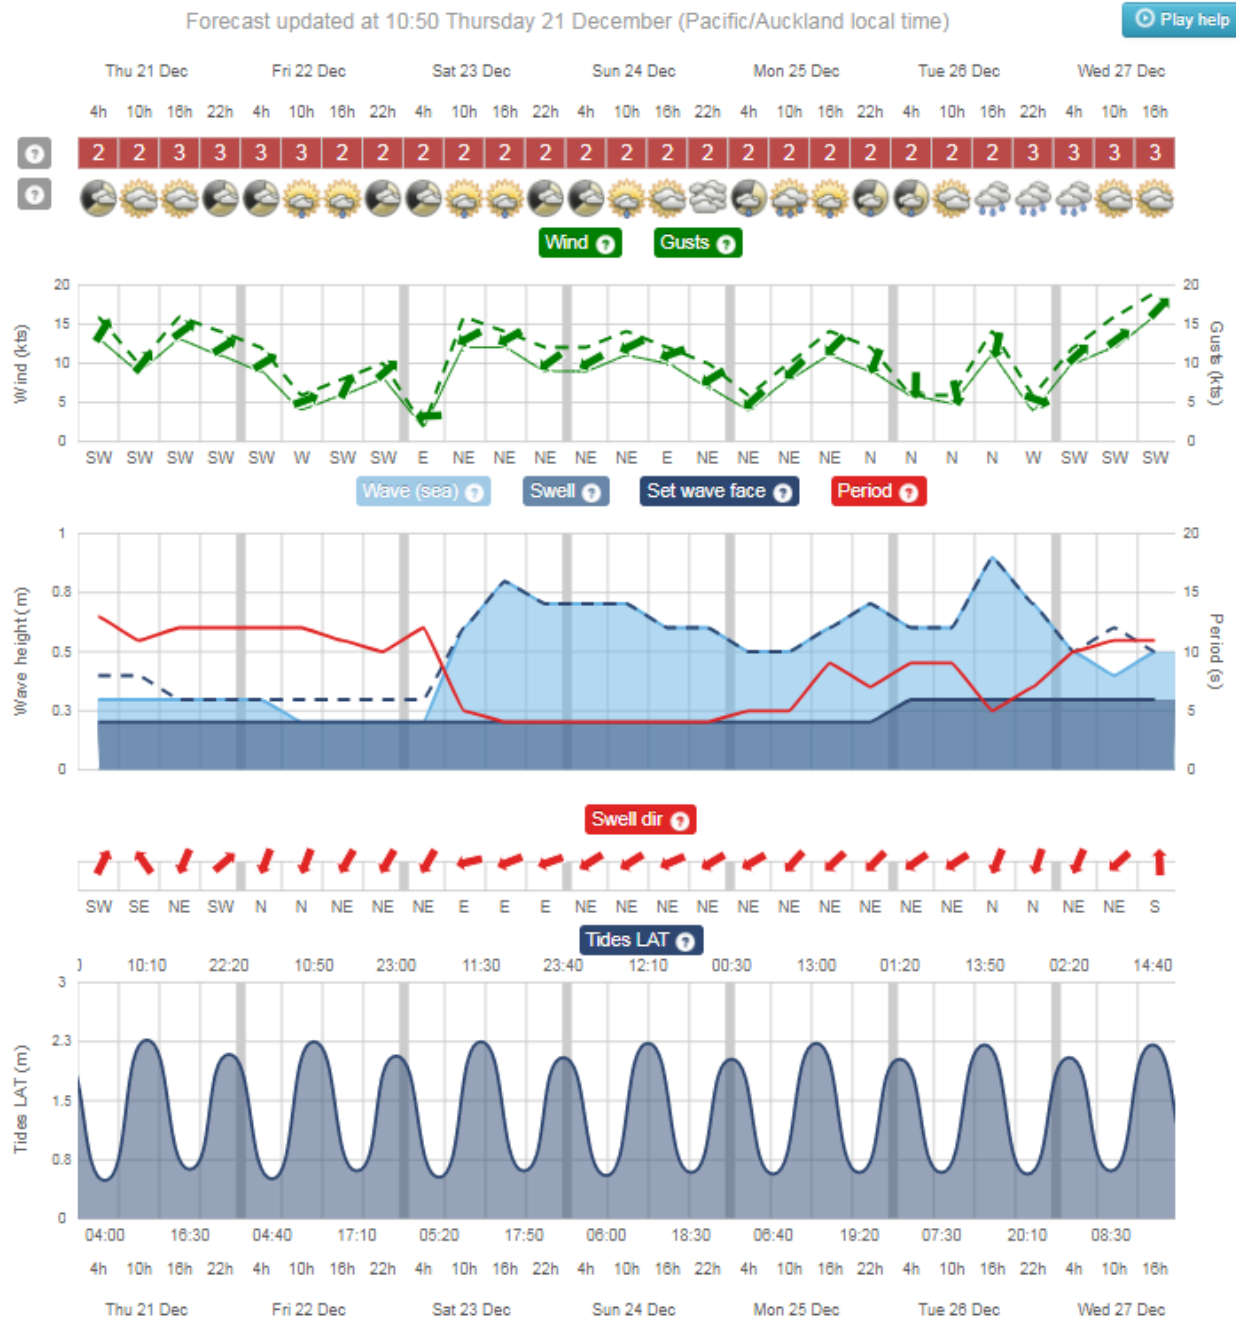 Forecast updated at 10:50 Thursday 21 December (Pacific/Auckland local time)
Play help
Thu 21 Dec Fri 22 Dec Sat 23 Dec Sun 24 Dec Mon 25 Dec Tue 26 Dec Wed 27 Dec
4h 10h 16h 22h 4h 10h 16h 22h 4h 10h 16h 22h 4h 10h 16h 22h 4h 10h 16h 22h 4h 10h 16h 22h 4h 10h 16h
? 2 2 3 3 3 3 2 2 2 2 2 2 2 2 2 2 2 2 2 2 2 2 2 3 3 3 3
?
Wind ? Gusts ?
20 20
15 15
10 10
5 5
0 0
Wind (kts)
Gusts (kts)
SW SW SW SW SW W SW SW E NE NE NE NE NE E NE NE NE NE N N N N W SW SW SW
Wave (sea) ? Swell ? Set wave face ? Period ?
1 20
0.8 15
0.5 10
0.3 5
0 0
Wave height (m)
Period (s)
Swell dir ?
SW SE NE SW N N NE NE NE E E E NE NE NE NE NE NE NE NE NE NE N N NE NE S
Tides LAT ?
10:10 22:20 10:50 23:00 11:30 23:40 12:10 00:30 13:00 01:20 13:50 02:20 14:40
3
2.3
1.5
0.8
0
Tides LAT (m)
04:00 16:30 04:40 17:10 05:20 17:50 06:00 18:30 06:40 19:20 07:30 20:10 08:30
4h 10h 16h 22h 4h 10h 16h 22h 4h 10h 16h 22h 4h 10h 16h 22h 4h 10h 16h 22h 4h 10h 16h 22h 4h 10h 16h
Thu 21 Dec Fri 22 Dec Sat 23 Dec Sun 24 Dec Mon 25 Dec Tue 26 Dec Wed 27 Dec